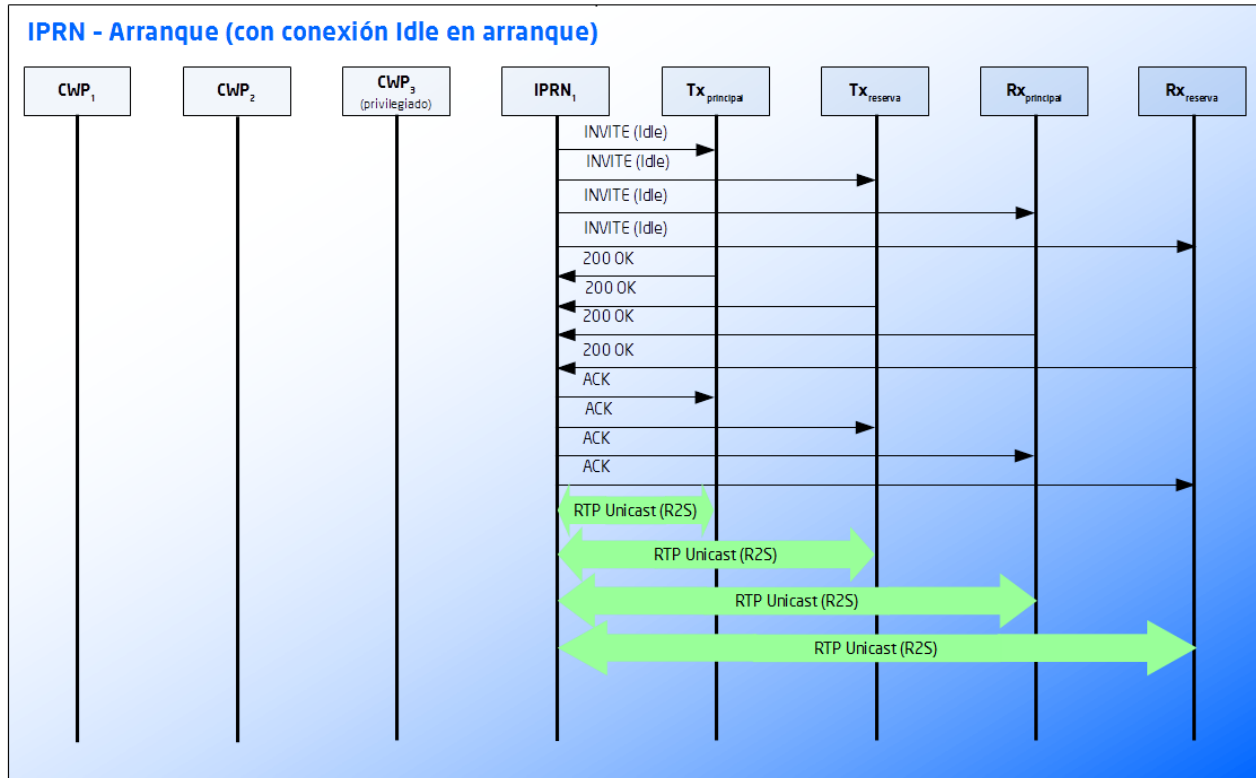 IPRN - Arranque (con conexión Idle en arranque)
CWP1
CWP2
CWP3
(privilegiado)
IPRN1
Txprincipal
Txreserva
Rxprincipal
Rxreserva
INVITE (Idle)
INVITE (Idle)
INVITE (Idle)
INVITE (Idle)
200 OK
200 OK
200 OK
200 OK
ACK
ACK
ACK
ACK
RTP Unicast (R2S)
RTP Unicast (R2S)
RTP Unicast (R2S)
RTP Unicast (R2S)